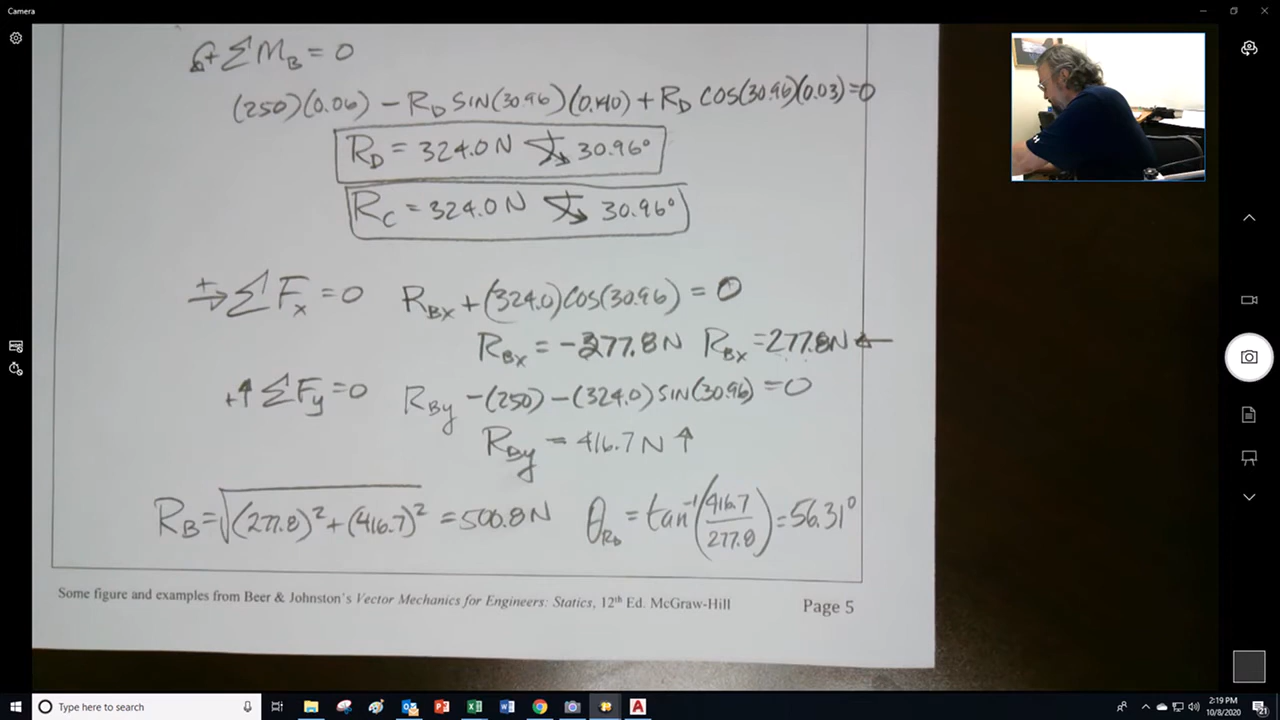 Camera
+ΣM_B = 0
(250)(0.06) - R_D SIN(30.96)(0.140) + R_D COS(30.96)(0.03) = 0
R_D = 324.0 N 30.96°
R_C = 324.0 N 30.96°
+→ ΣF_x = 0 R_Bx + (324.0)COS(30.96) = 0
R_Bx = -277.8 N R_Bx = 277.8N ←
+↑ ΣF_y = 0 R_By - (250) - (324.0)SIN(30.96) = 0
R_By = 416.7 N ↑
R_B = √(277.8)² + (416.7)² = 500.8N θ_RB = tan⁻¹(416.7/277.8) = 56.31°
Some figure and examples from Beer & Johnston's Vector Mechanics for Engineers: Statics, 12th Ed. McGraw-Hill Page 5
Type here to search
2:19 PM
10/8/2020
21